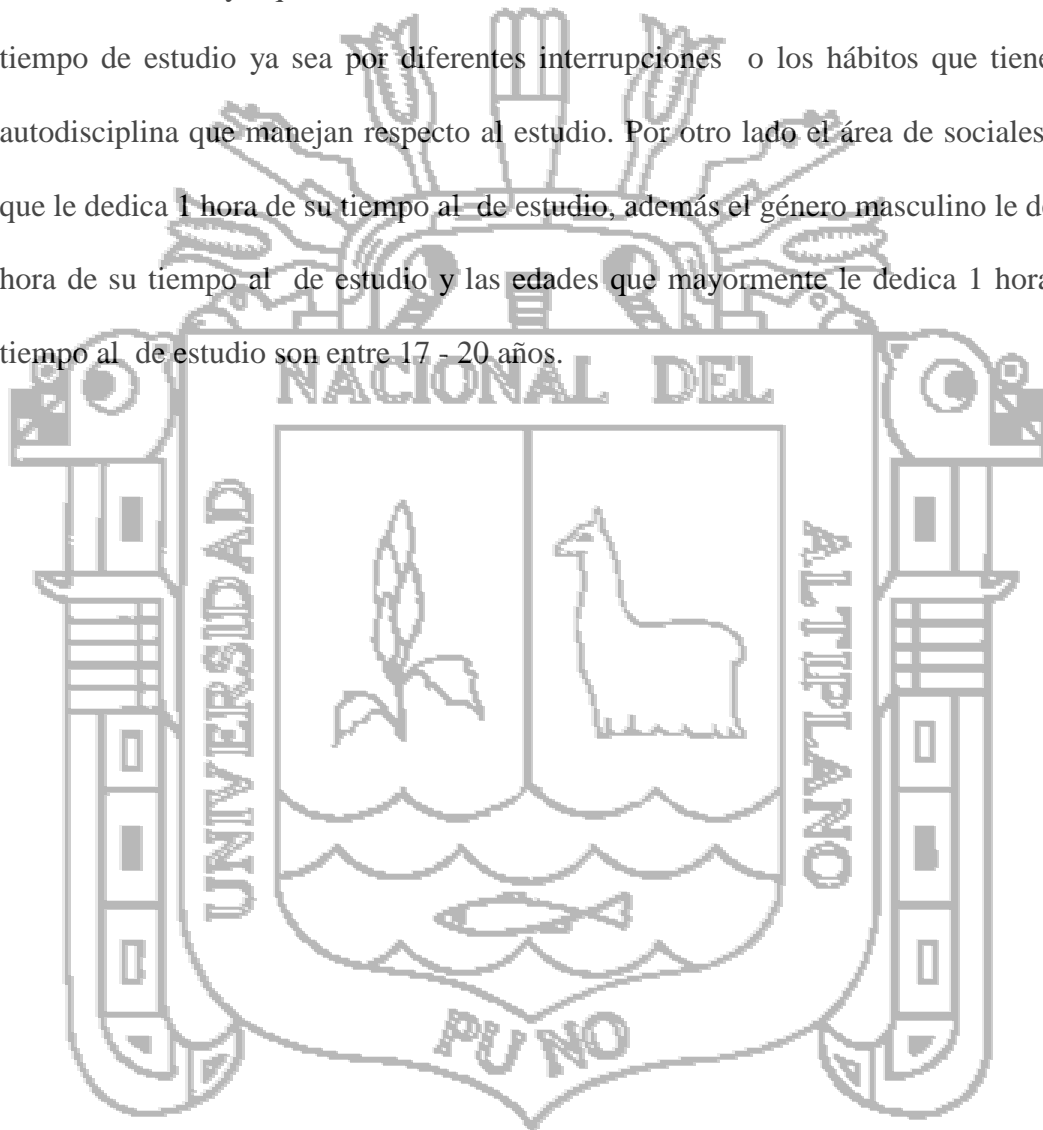 tiempo de estudio ya sea por diferentes interrupciones o los hábitos que tiene
autodisciplina que manejan respecto al estudio. Por otro lado el área de sociales
que le dedica 1 hora de su tiempo al de estudio, además el género masculino le d
hora de su tiempo al de estudio y las edades que mayormente le dedica 1 hora
tiempo al de estudio son entre 17 - 20 años.
NACIONAL DEL
UNIVERSIDAD
ALTIPLANO
PUNO